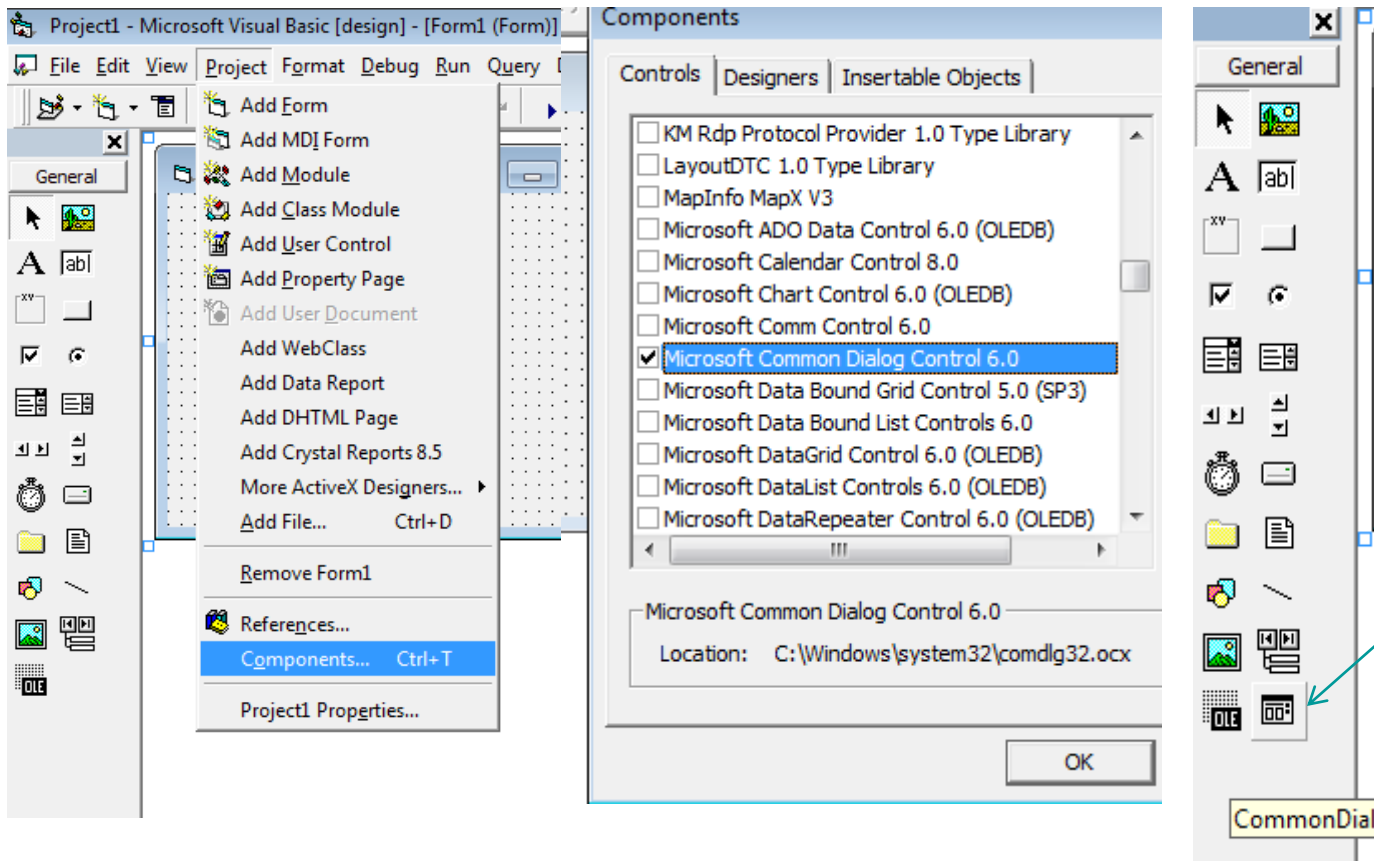 Project1 - Microsoft Visual Basic [design] - [Form1 (Form)]
File Edit View Project Format Debug Run Query
General
A ab|
XY
OLE
Add Form
Add MDI Form
Add Module
Add Class Module
Add User Control
Add Property Page
Add User Document
Add WebClass
Add Data Report
Add DHTML Page
Add Crystal Reports 8.5
More ActiveX Designers...
Add File... Ctrl+D
Remove Form1
References...
Components... Ctrl+T
Project1 Properties...
Components
Controls Designers Insertable Objects
KM Rdp Protocol Provider 1.0 Type Library
LayoutDTC 1.0 Type Library
MapInfo MapX V3
Microsoft ADO Data Control 6.0 (OLEDB)
Microsoft Calendar Control 8.0
Microsoft Chart Control 6.0 (OLEDB)
Microsoft Comm Control 6.0
Microsoft Common Dialog Control 6.0
Microsoft Data Bound Grid Control 5.0 (SP3)
Microsoft Data Bound List Controls 6.0
Microsoft DataGrid Control 6.0 (OLEDB)
Microsoft DataList Controls 6.0 (OLEDB)
Microsoft DataRepeater Control 6.0 (OLEDB)
Microsoft Common Dialog Control 6.0
Location: C:\Windows\system32\comdlg32.ocx
OK
General
A ab|
XY
OLE
CommonDial